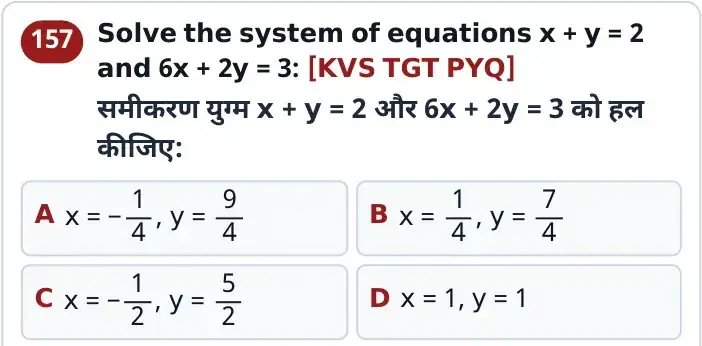 157 Solve the system of equations x + y = 2
and 6x + 2y = 3: [KVS TGT PYQ]
समीकरण युग्म x + y = 2 और 6x + 2y = 3 को हल
कीजिए:
A x = −1/4, y = 9/4
B x = 1/4, y = 7/4
C x = −1/2, y = 5/2
D x = 1, y = 1